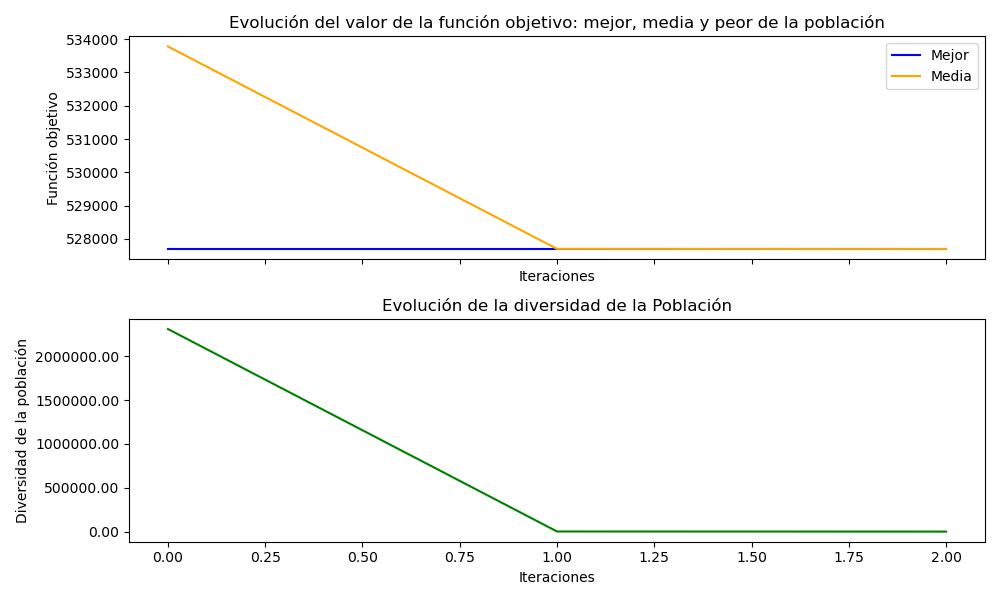 Evolución del valor de la función objetivo: mejor, media y peor de la población
534000
533000
532000
531000
530000
529000
528000
Función objetivo
Mejor
Media
Iteraciones
Evolución de la diversidad de la Población
2000000.00
1500000.00
1000000.00
500000.00
0.00
Diversidad de la población
0.00 0.25 0.50 0.75 1.00 1.25 1.50 1.75 2.00
Iteraciones